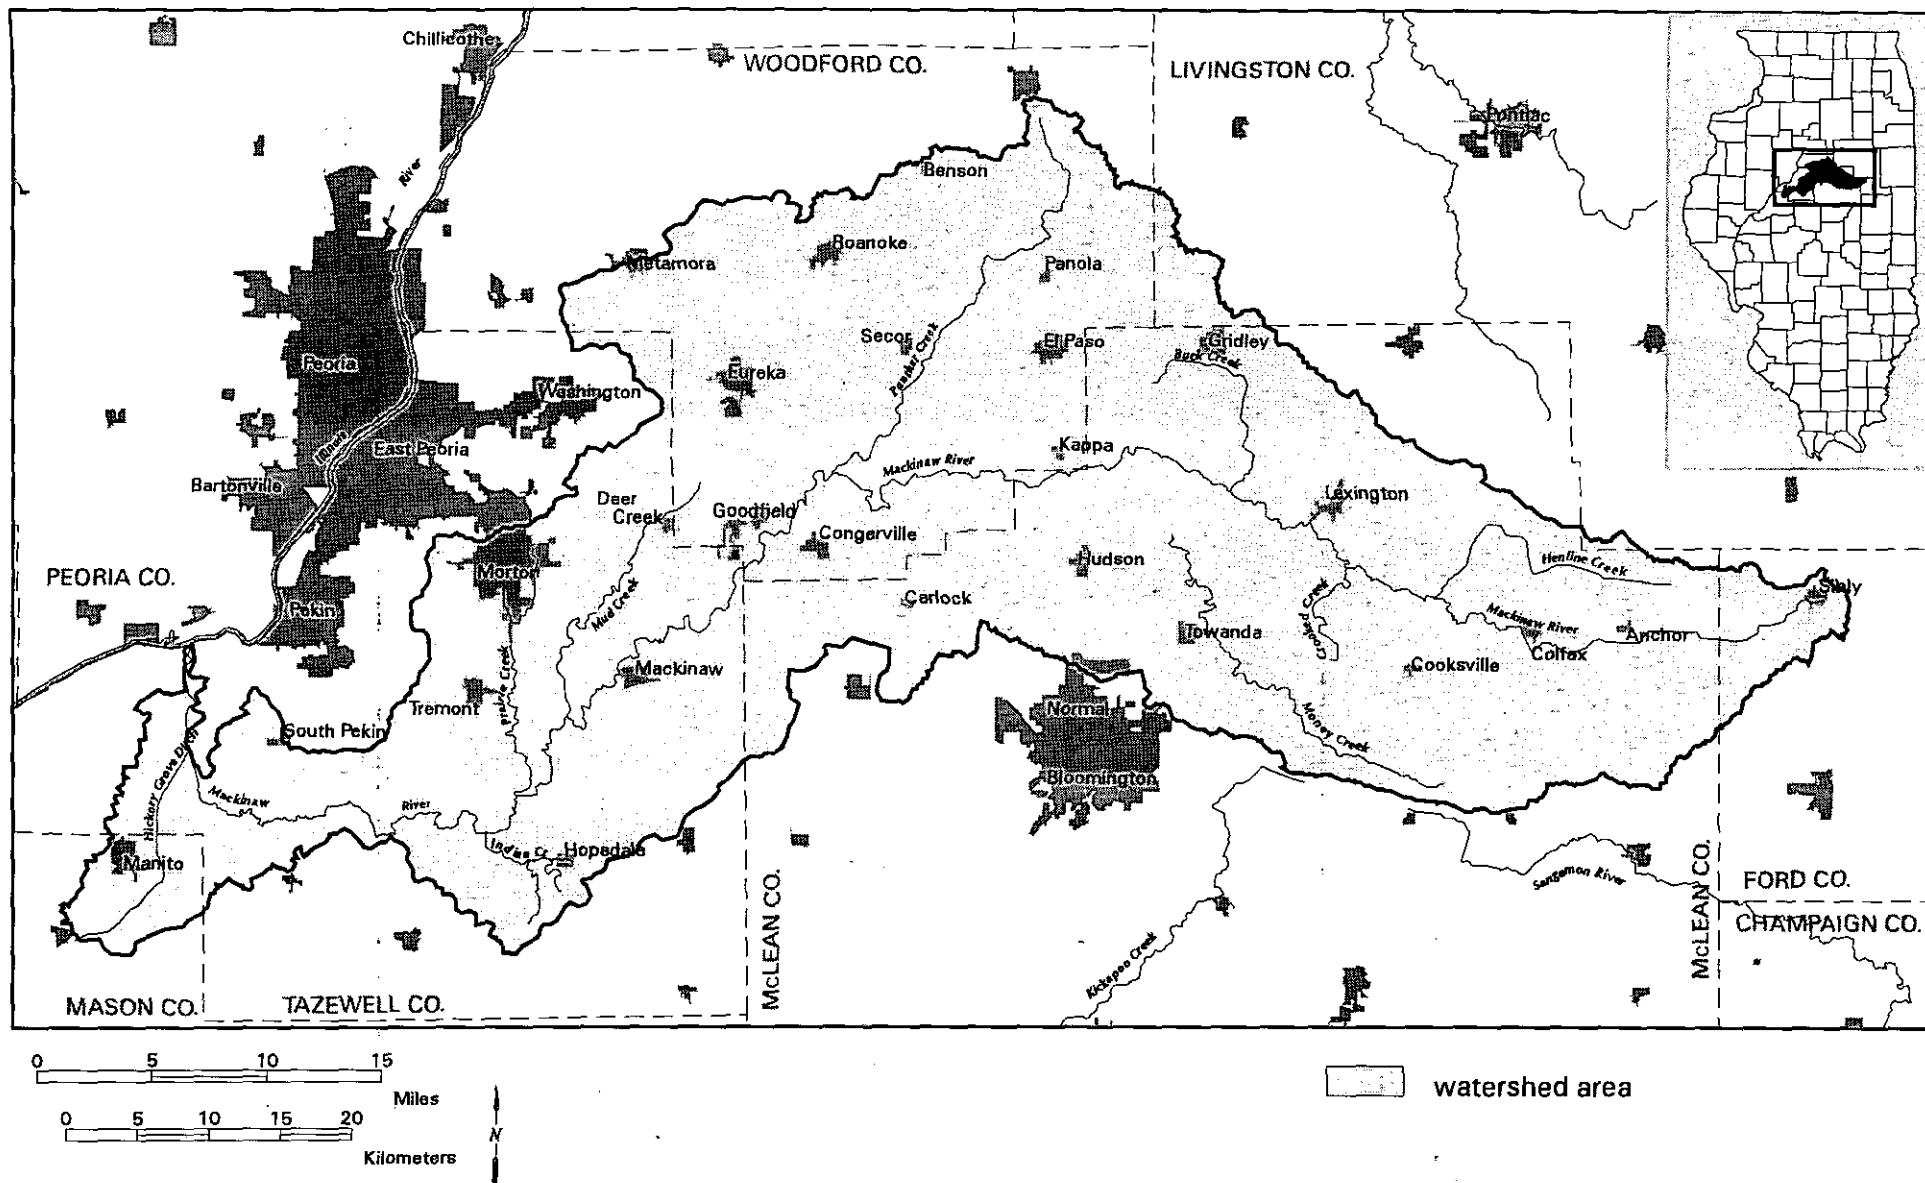 Chillicothe
WOODFORD CO.
LIVINGSTON CO.
Pontiac
River
Benson
Roanoke
Metamora
Panola
Secor
El Paso
Gridley
Buck Creek
Panther Creek
Peoria
Eureka
Washington
Illinois
East Peoria
Kappa
Mackinaw River
Bartonville
Deer
Creek
Goodfield
Lexington
Congerville
PEORIA CO.
Morton
Hudson
Henline Creek
Sibly
Pekin
Mud Creek
Carlock
Crooked Creek
Mackinaw River
Anchor
Towanda
Colfax
Cooksville
Mackinaw
Prairie Creek
Tremont
Normal
Money Creek
South Pekin
Hickory Grove Ditch
Bloomington
Mackinaw
River
Indian Cr.
Hopedale
Manito
Sangamon River
FORD CO.
CHAMPAIGN CO.
Kickapoo Creek
McLEAN CO.
McLEAN CO.
MASON CO.
TAZEWELL CO.
0 5 10 15
Miles
0 5 10 15 20
Kilometers
N
watershed area